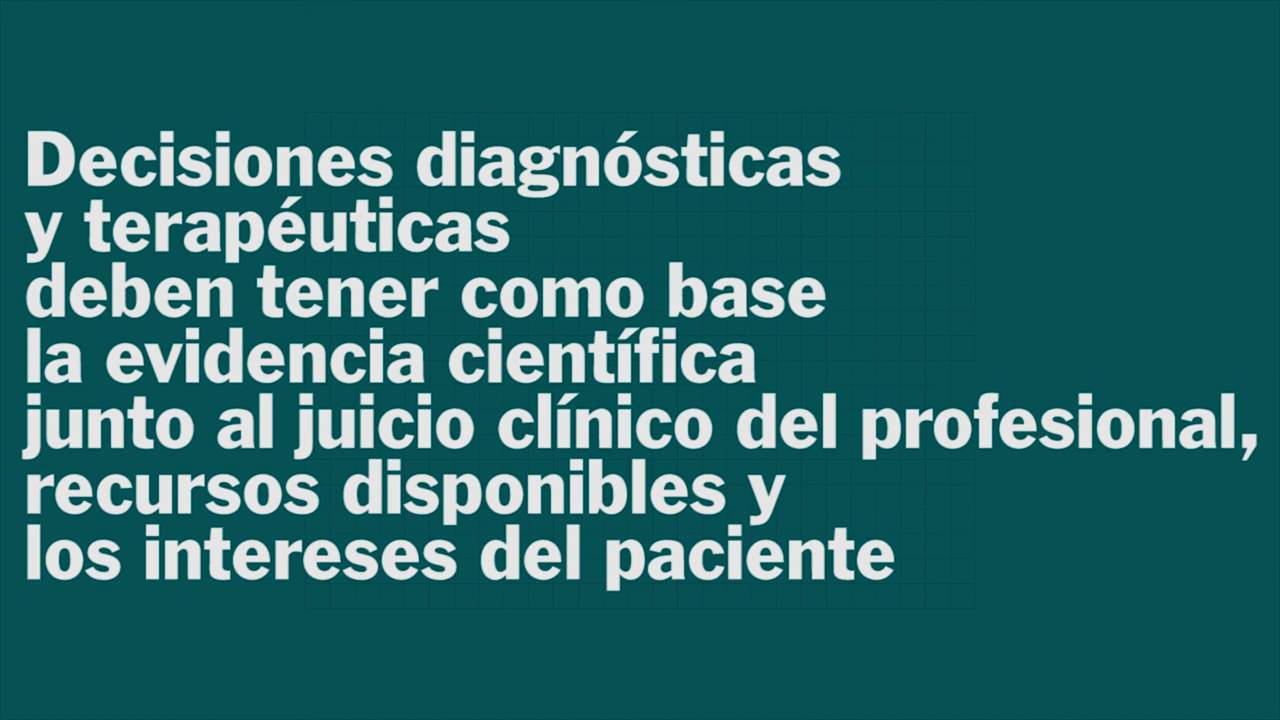 Decisiones diagnósticas
y terapéuticas
deben tener como base
la evidencia científica
junto al juicio clínico del profesional,
recursos disponibles y
los intereses del paciente